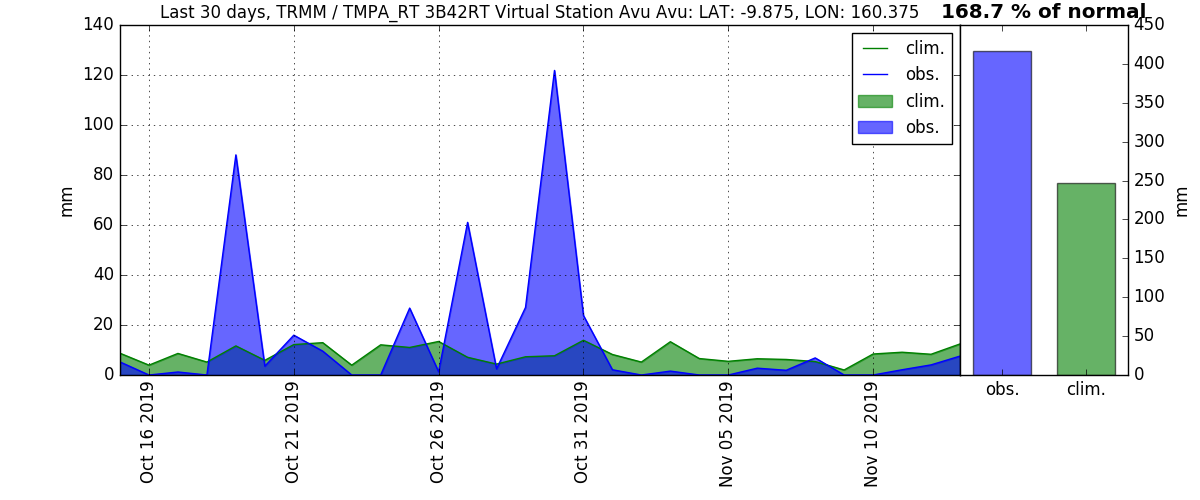 Last 30 days, TRMM / TMPA_RT 3B42RT Virtual Station Avu Avu: LAT: -9.875, LON: 160.375
168.7 % of normal
140
120
100
80
60
40
20
0
mm
clim.
obs.
clim.
obs.
Oct 16 2019
Oct 21 2019
Oct 26 2019
Oct 31 2019
Nov 05 2019
Nov 10 2019
450
400
350
300
250
200
150
100
50
0
mm
obs.
clim.